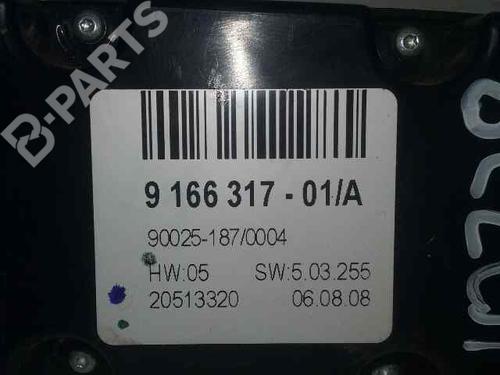 B-PARTS
9 166 317 - 01/A
90025-187/0004
HW:05 SW:5.03.255
20513320 06.08.08